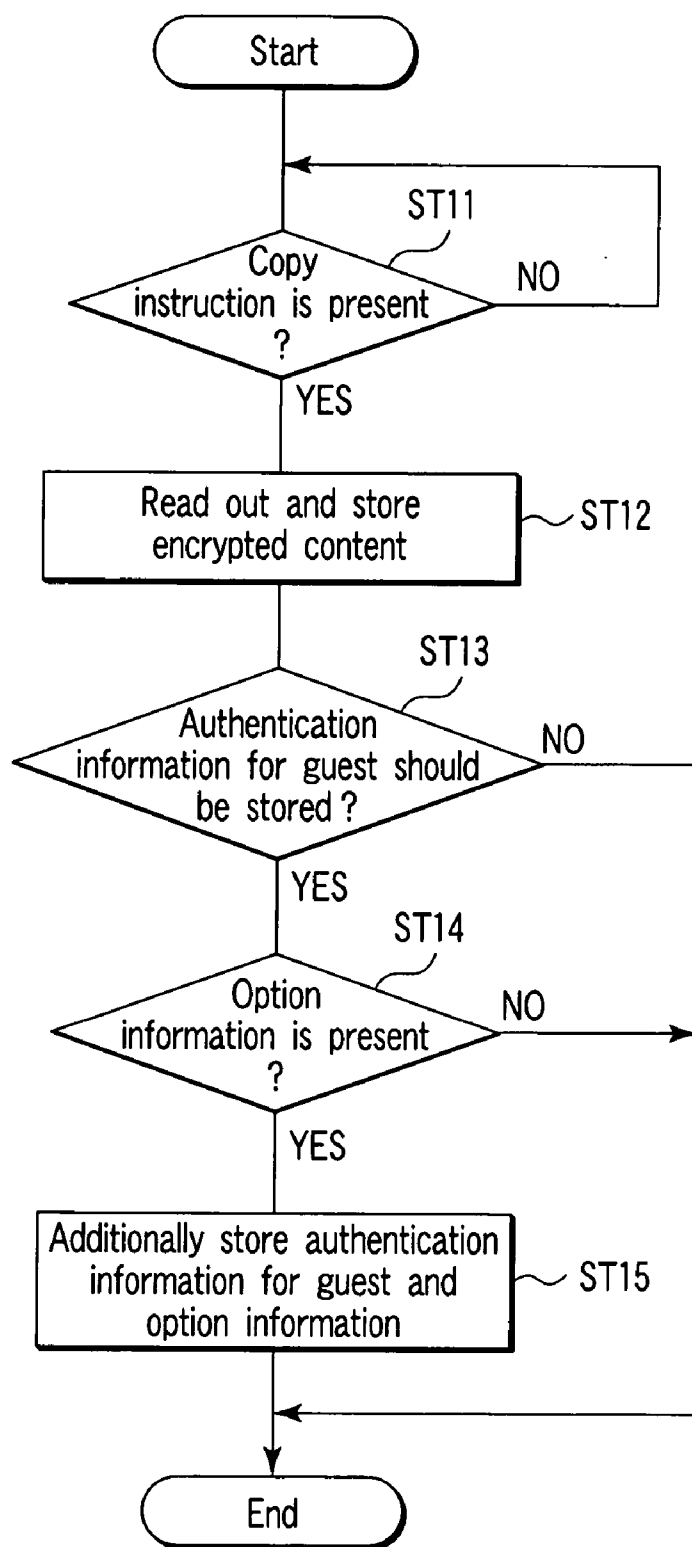 Start
ST11
Copy
instruction is present
?
NO
YES
Read out and store
encrypted content
ST12
ST13
Authentication
information for guest should
be stored?
NO
YES
ST14
Option
information is present
?
NO
YES
Additionally store authentication
information for guest and
option information
ST15
End